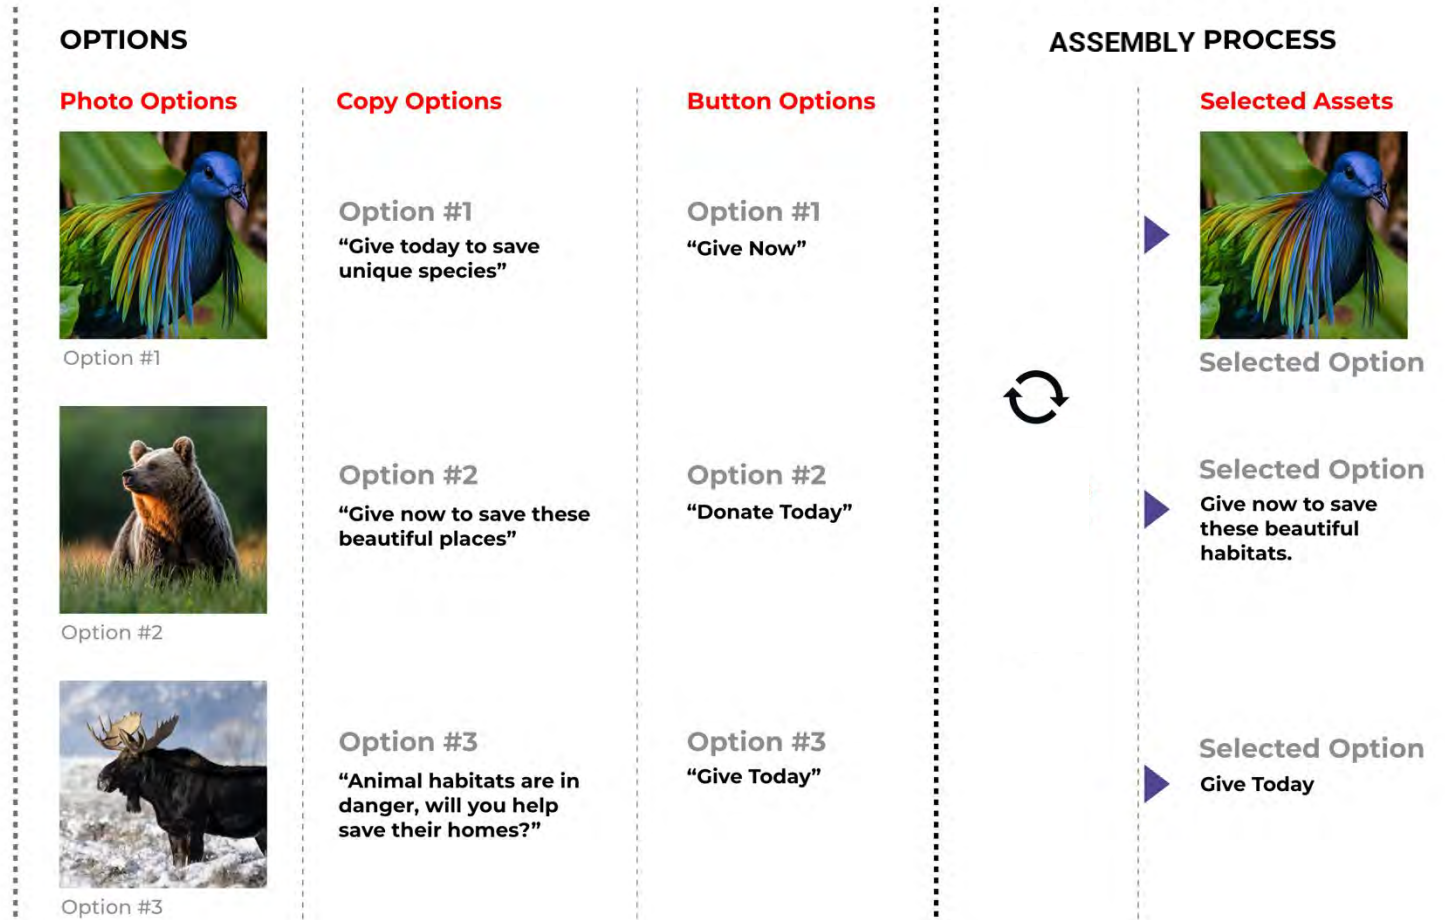 OPTIONS
Photo Options
Option #1
Option #2
Option #3
Copy Options
Option #1
“Give today to save
unique species”
Option #2
“Give now to save these
beautiful places”
Option #3
“Animal habitats are in
danger, will you help
save their homes?”
Button Options
Option #1
“Give Now”
Option #2
“Donate Today”
Option #3
“Give Today”
ASSEMBLY PROCESS
Selected Assets
Selected Option
Selected Option
Give now to save
these beautiful
habitats.
Selected Option
Give Today